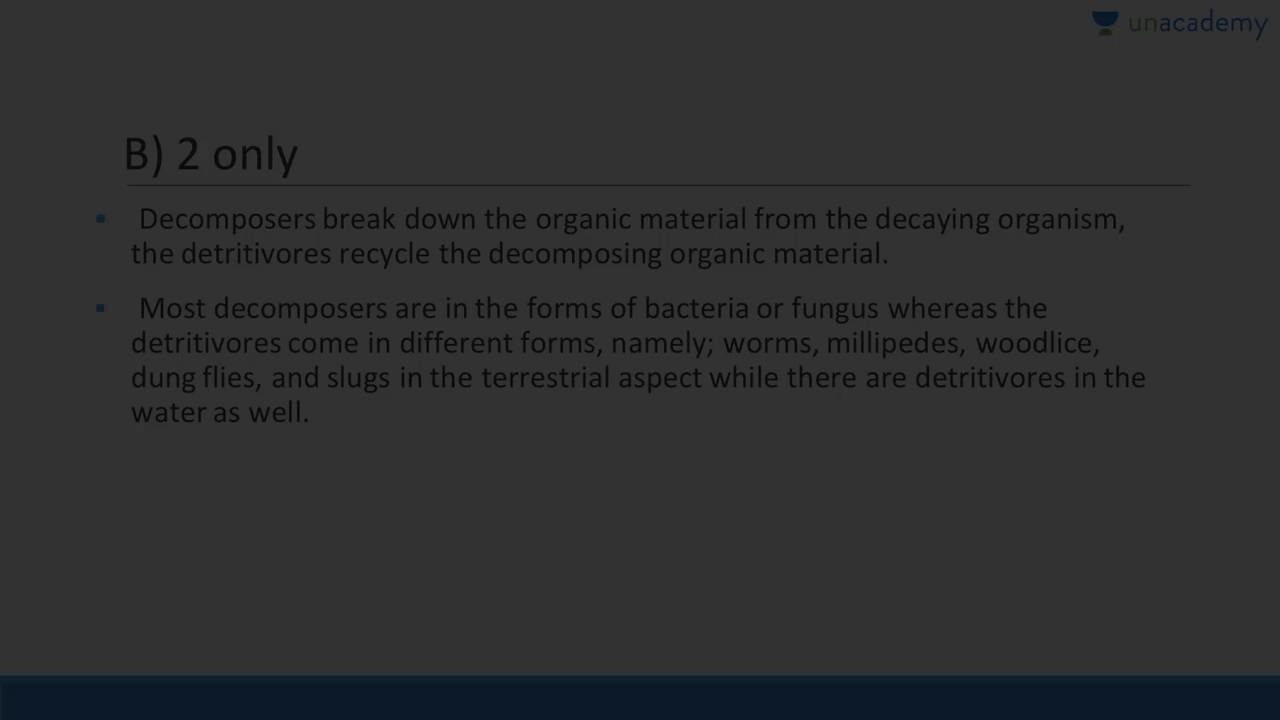 unacademy
B) 2 only
▪ Decomposers break down the organic material from the decaying organism,
the detritivores recycle the decomposing organic material.
▪ Most decomposers are in the forms of bacteria or fungus whereas the
detritivores come in different forms, namely; worms, millipedes, woodlice,
dung flies, and slugs in the terrestrial aspect while there are detritivores in the
water as well.